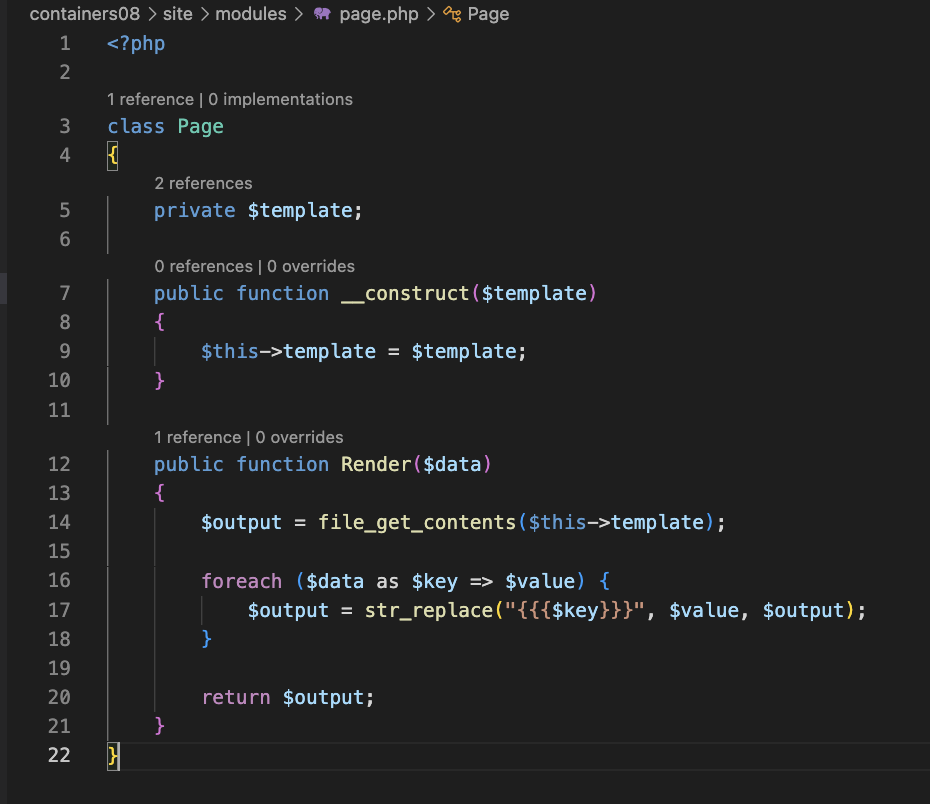 containers08 > site > modules > page.php > Page
1 <?php
2
1 reference | 0 implementations
3 class Page
4 {
2 references
5     private $template;
6
0 references | 0 overrides
7     public function __construct($template)
8     {
9         $this->template = $template;
10     }
11
1 reference | 0 overrides
12     public function Render($data)
13     {
14         $output = file_get_contents($this->template);
15
16         foreach ($data as $key => $value) {
17             $output = str_replace("{{{$key}}}", $value, $output);
18         }
19
20         return $output;
21     }
22 }